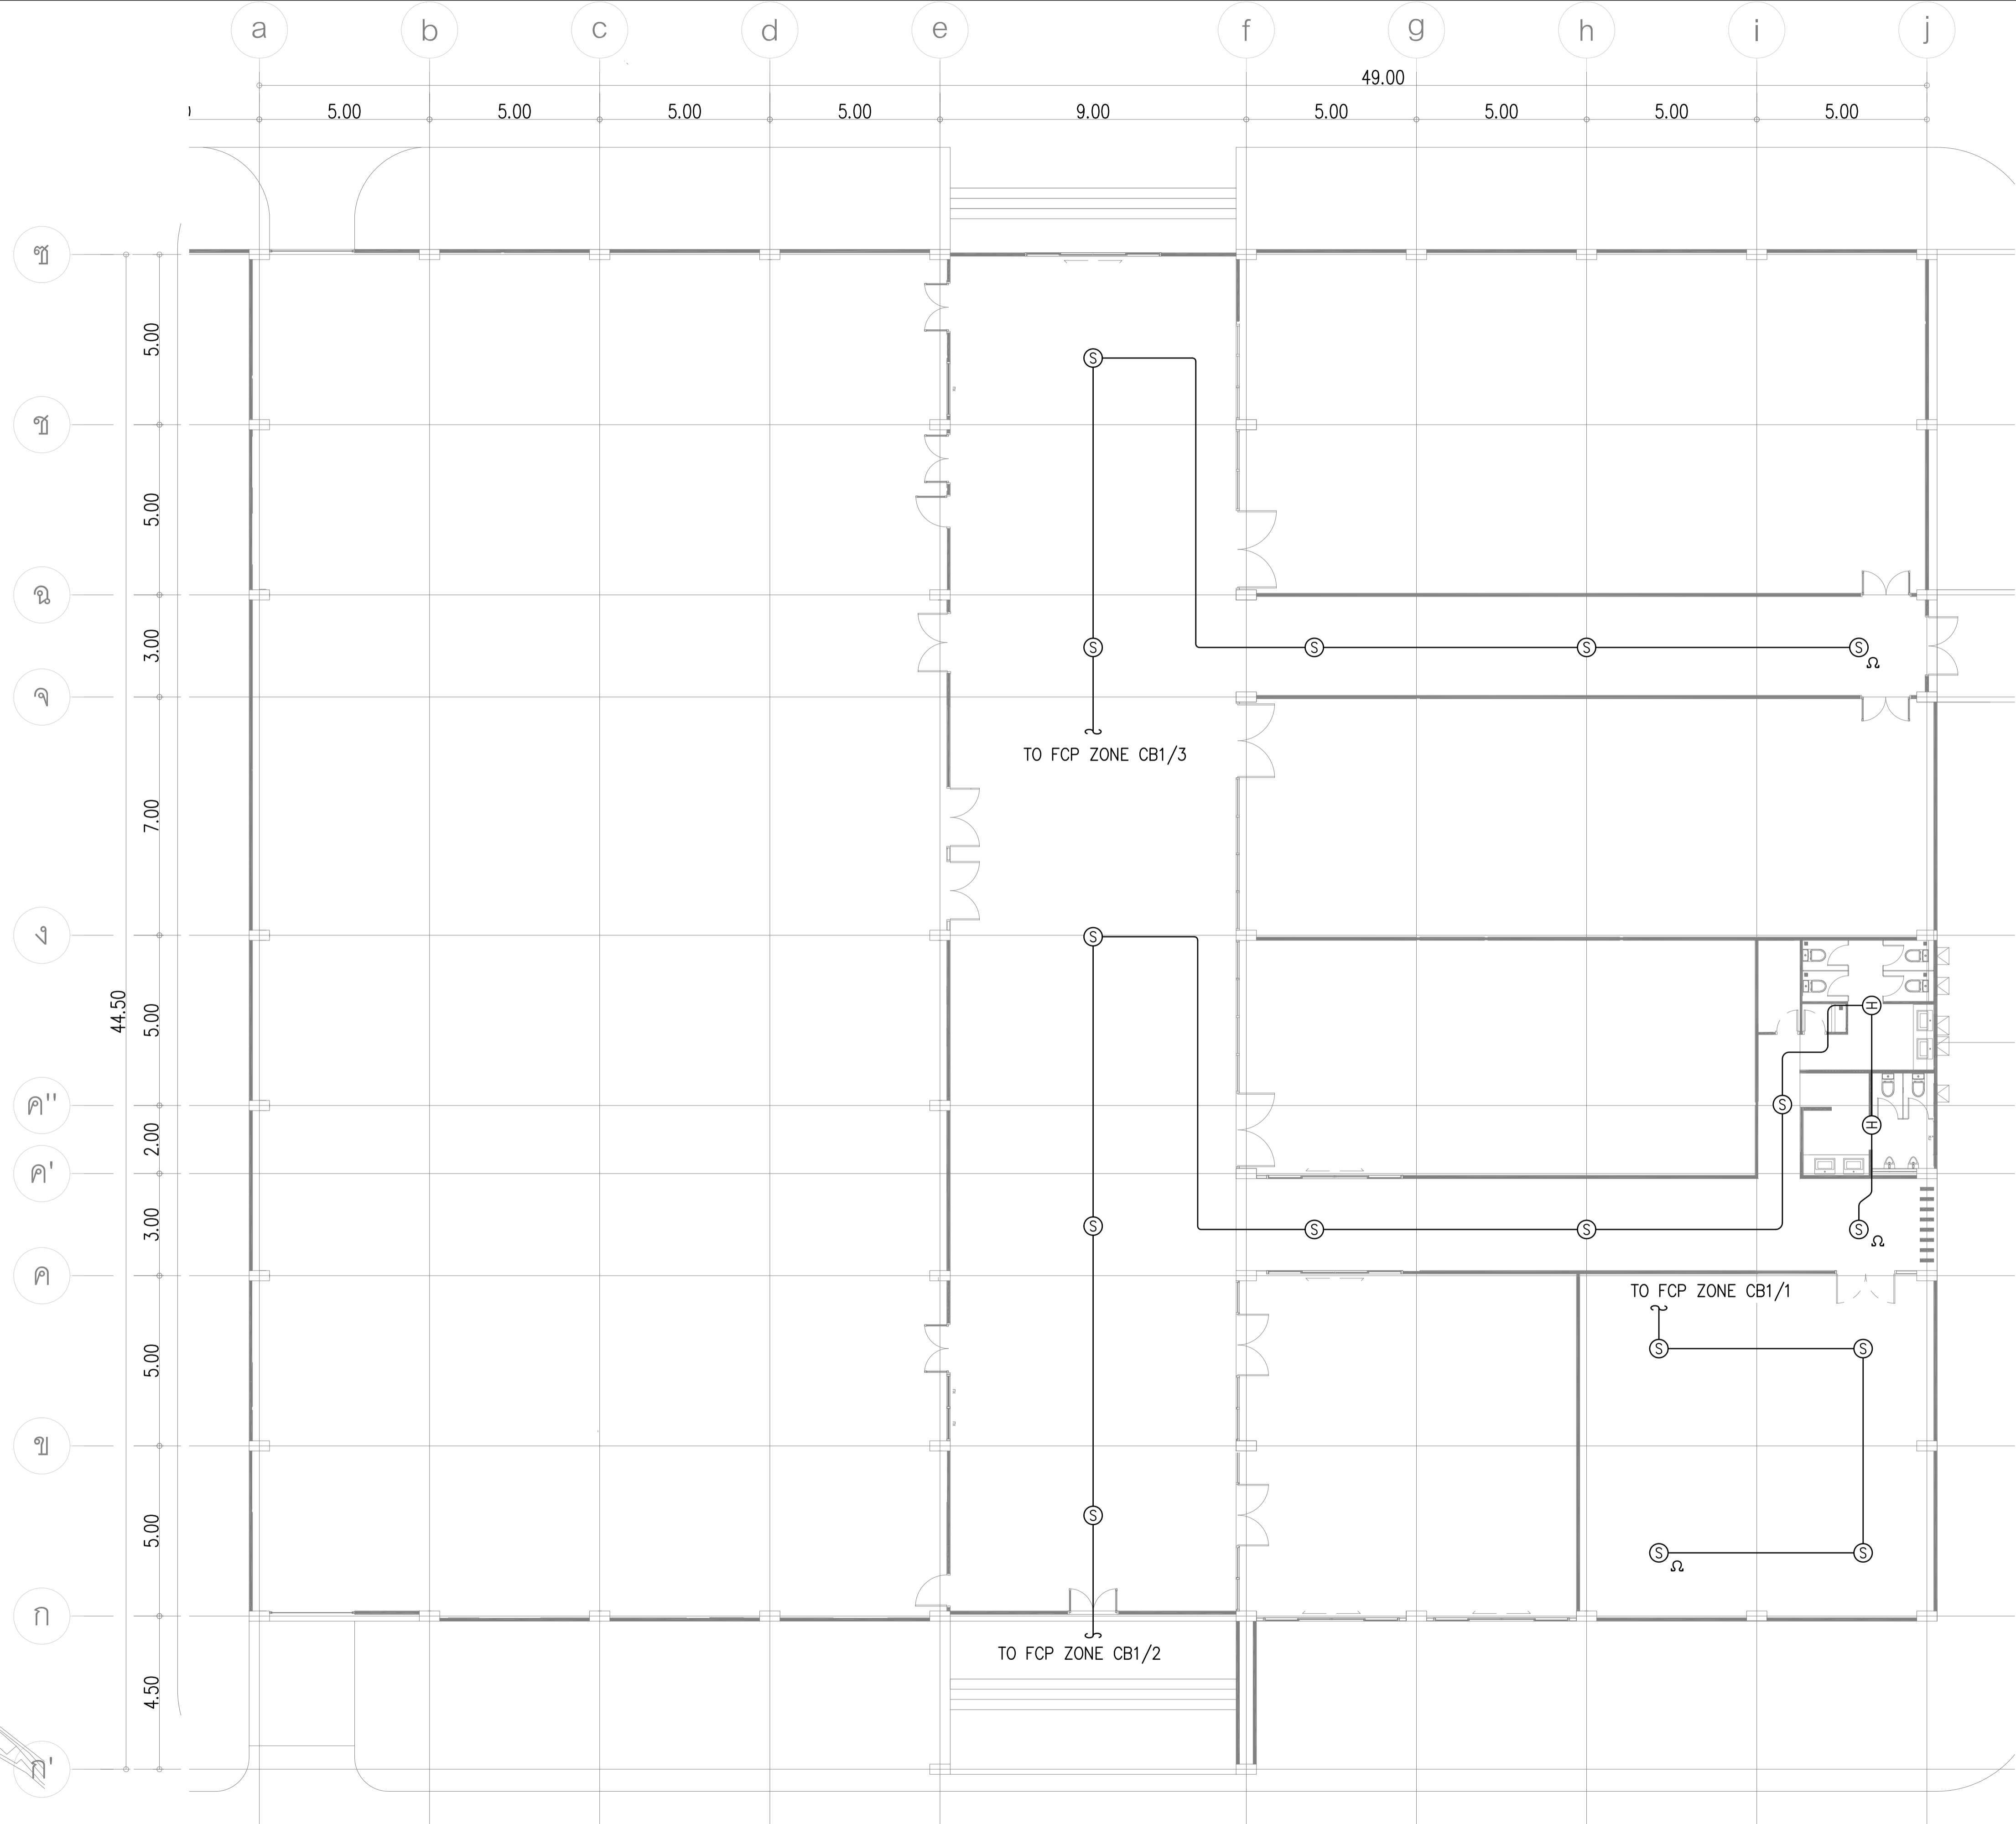 a b c d e f g h i j
49.00
5.00 5.00 5.00 5.00 9.00 5.00 5.00 5.00 5.00
ซ
5.00
S
ช
5.00
ฉ
3.00
S S S S Ω
จ
TO FCP ZONE CB1/3
7.00
ง
S
44.50
5.00
H
ค''
S
2.00
H
ค'
3.00
S S S S Ω
ค
TO FCP ZONE CB1/1
5.00
S S
ข
5.00
S
S Ω S
ก
TO FCP ZONE CB1/2
4.50
ก'